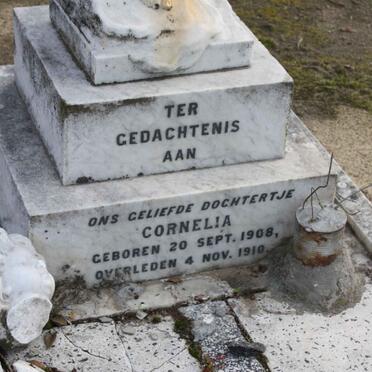 TER
GEDACHTENIS
AAN
ONS GELIEFDE DOCHTERTJE
CORNELIA
GEBOREN 20 SEPT. 1908,
OVERLEDEN 4 NOV. 1910.